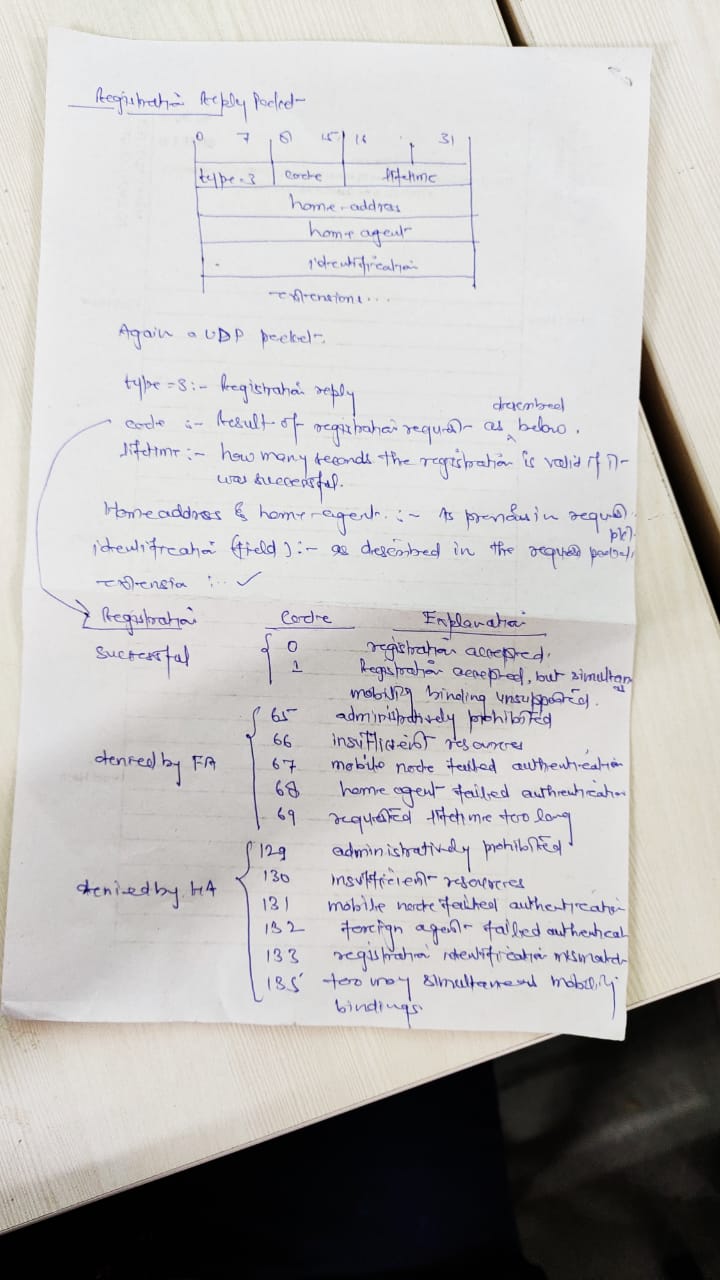 Registration Reply Packet
0 7 8 15 16 31
type=3 code lifetime
home address
home agent
identification
extensions...
Again a UDP packet.
type=3:- Registration reply
described
code :- Result of registration request as below.
lifetime :- how many seconds the registration is valid if it
was successful.
Home address & home-agent. :- As previous in request
pkt.
identification (field) :- as described in the request packet,
extension :.. ✓
Registration Code Explanation
successful
0 registration accepted.
1 Registration accepted, but simultan
mobility binding unsupported.
denied by FA
65 administratively prohibited
66 insufficient resources
67 mobile node failed authentication
68 home agent failed authentication
69 requested lifetime too long
denied by HA
129 administratively prohibited
130 insufficient resources
131 mobile node failed authentication
132 foreign agent failed authenticat
133 registration identification mismatch
135 too many simultaneous mobility
bindings.